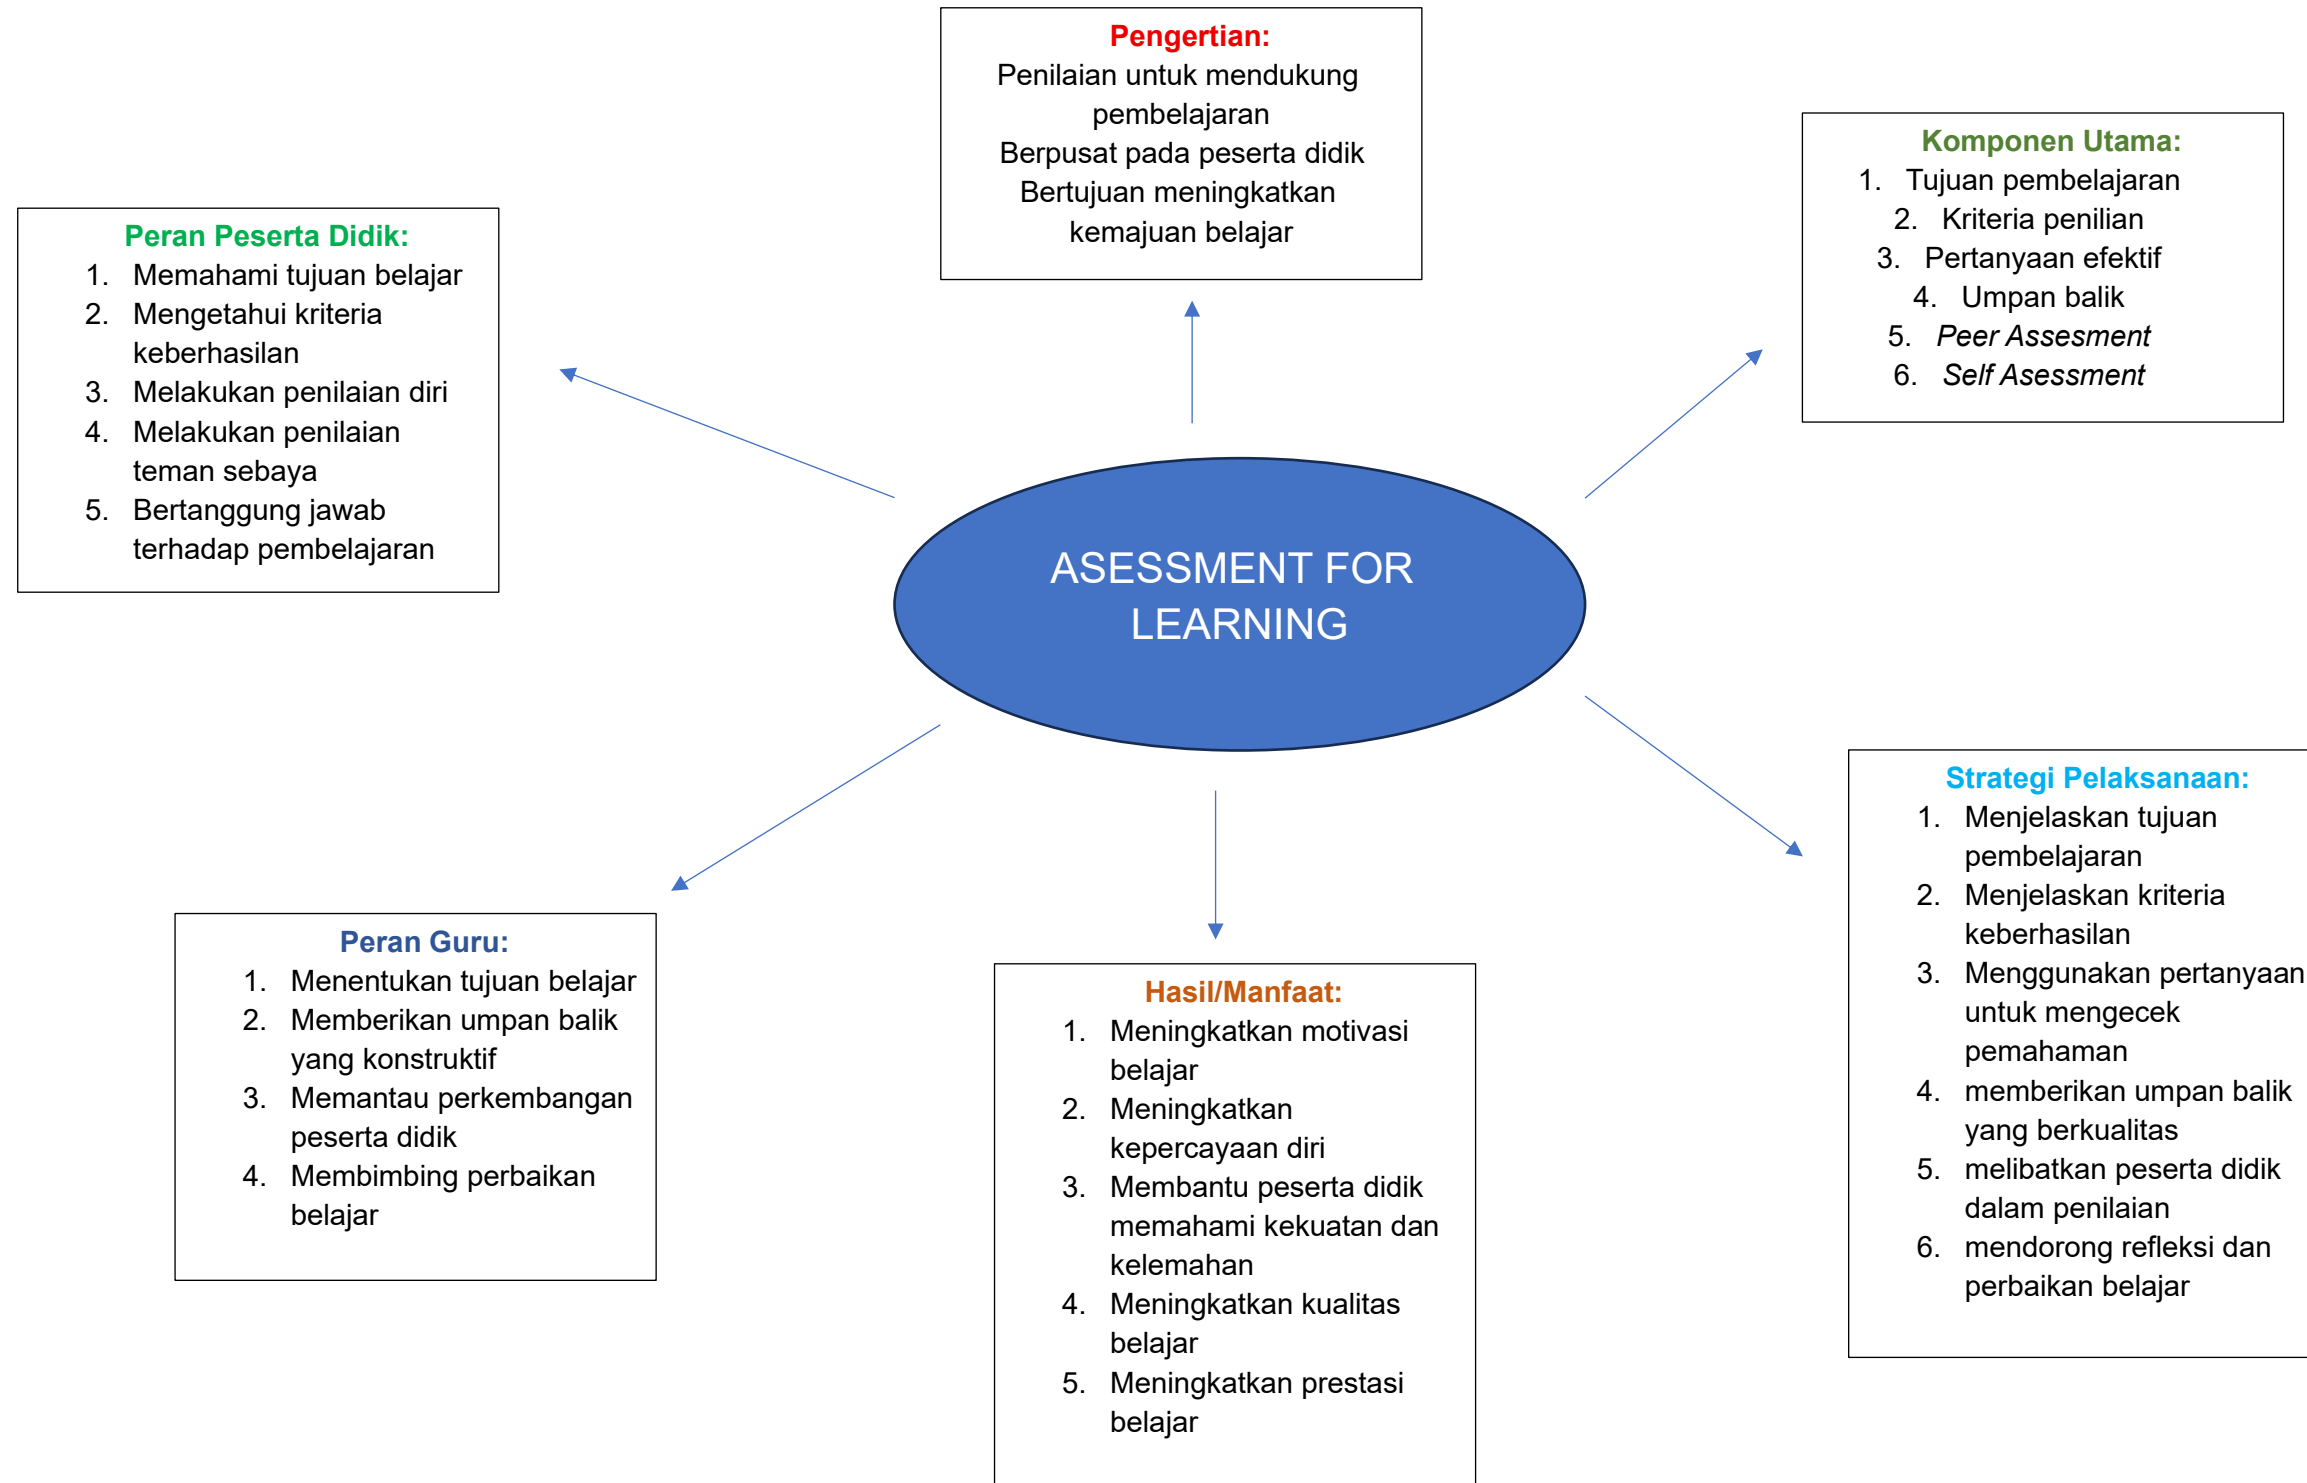 Pengertian:
Penilaian untuk mendukung
pembelajaran
Berpusat pada peserta didik
Bertujuan meningkatkan
kemajuan belajar
Komponen Utama:
1. Tujuan pembelajaran
2. Kriteria penilian
3. Pertanyaan efektif
4. Umpan balik
5. Peer Assesment
6. Self Asessment
Peran Peserta Didik:
1. Memahami tujuan belajar
2. Mengetahui kriteria
keberhasilan
3. Melakukan penilaian diri
4. Melakukan penilaian
teman sebaya
5. Bertanggung jawab
terhadap pembelajaran
ASESSMENT FOR
LEARNING
Strategi Pelaksanaan:
1. Menjelaskan tujuan
pembelajaran
2. Menjelaskan kriteria
keberhasilan
3. Menggunakan pertanyaan
untuk mengecek
pemahaman
4. memberikan umpan balik
yang berkualitas
5. melibatkan peserta didik
dalam penilaian
6. mendorong refleksi dan
perbaikan belajar
Peran Guru:
1. Menentukan tujuan belajar
2. Memberikan umpan balik
yang konstruktif
3. Memantau perkembangan
peserta didik
4. Membimbing perbaikan
belajar
Hasil/Manfaat:
1. Meningkatkan motivasi
belajar
2. Meningkatkan
kepercayaan diri
3. Membantu peserta didik
memahami kekuatan dan
kelemahan
4. Meningkatkan kualitas
belajar
5. Meningkatkan prestasi
belajar